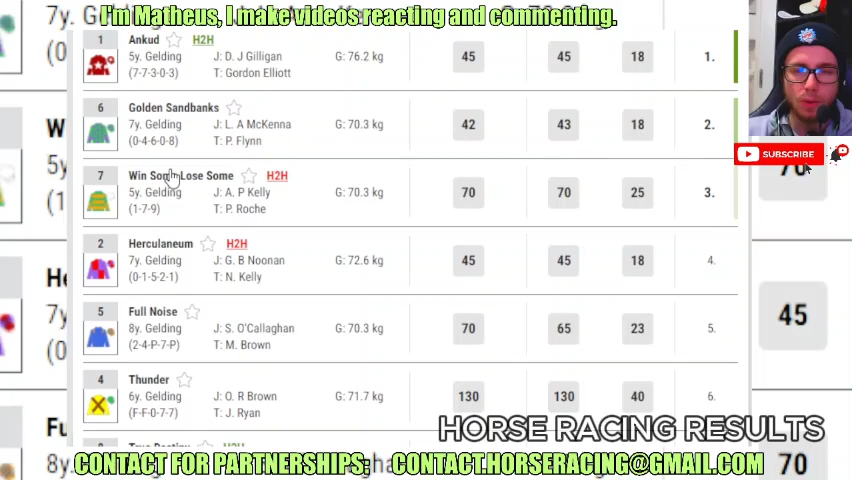 I'm Matheus, I make videos reacting and commenting.
7y. G
1
Ankud H2H
5y. Gelding J: D. J Gilligan G: 76.2 kg 45 45 18 1.
(7-7-3-0-3) T: Gordon Elliott
6
Golden Sandbanks
7y. Gelding J: L. A McKenna G: 70.3 kg 42 43 18 2.
(0-4-6-0-8) T: P. Flynn
SUBSCRIBE
7
Win Some Lose Some H2H
5y. Gelding J: A. P Kelly G: 70.3 kg 70 70 25 3.
(1-7-9) T: P. Roche
2
Herculaneum H2H
7y. Gelding J: G. B Noonan G: 72.6 kg 45 45 18 4.
(0-1-5-2-1) T: N. Kelly
5
Full Noise
8y. Gelding J: S. O'Callaghan G: 70.3 kg 70 65 23 5.
(2-4-P-7-P) T: M. Brown
45
4
Thunder
6y. Gelding J: O. R Brown G: 71.7 kg 130 130 40 6.
(F-F-0-7-7) T: J. Ryan
HORSE RACING RESULTS
CONTACT FOR PARTNERSHIPS: CONTACT.HORSERACING@GMAIL.COM
8y. 70